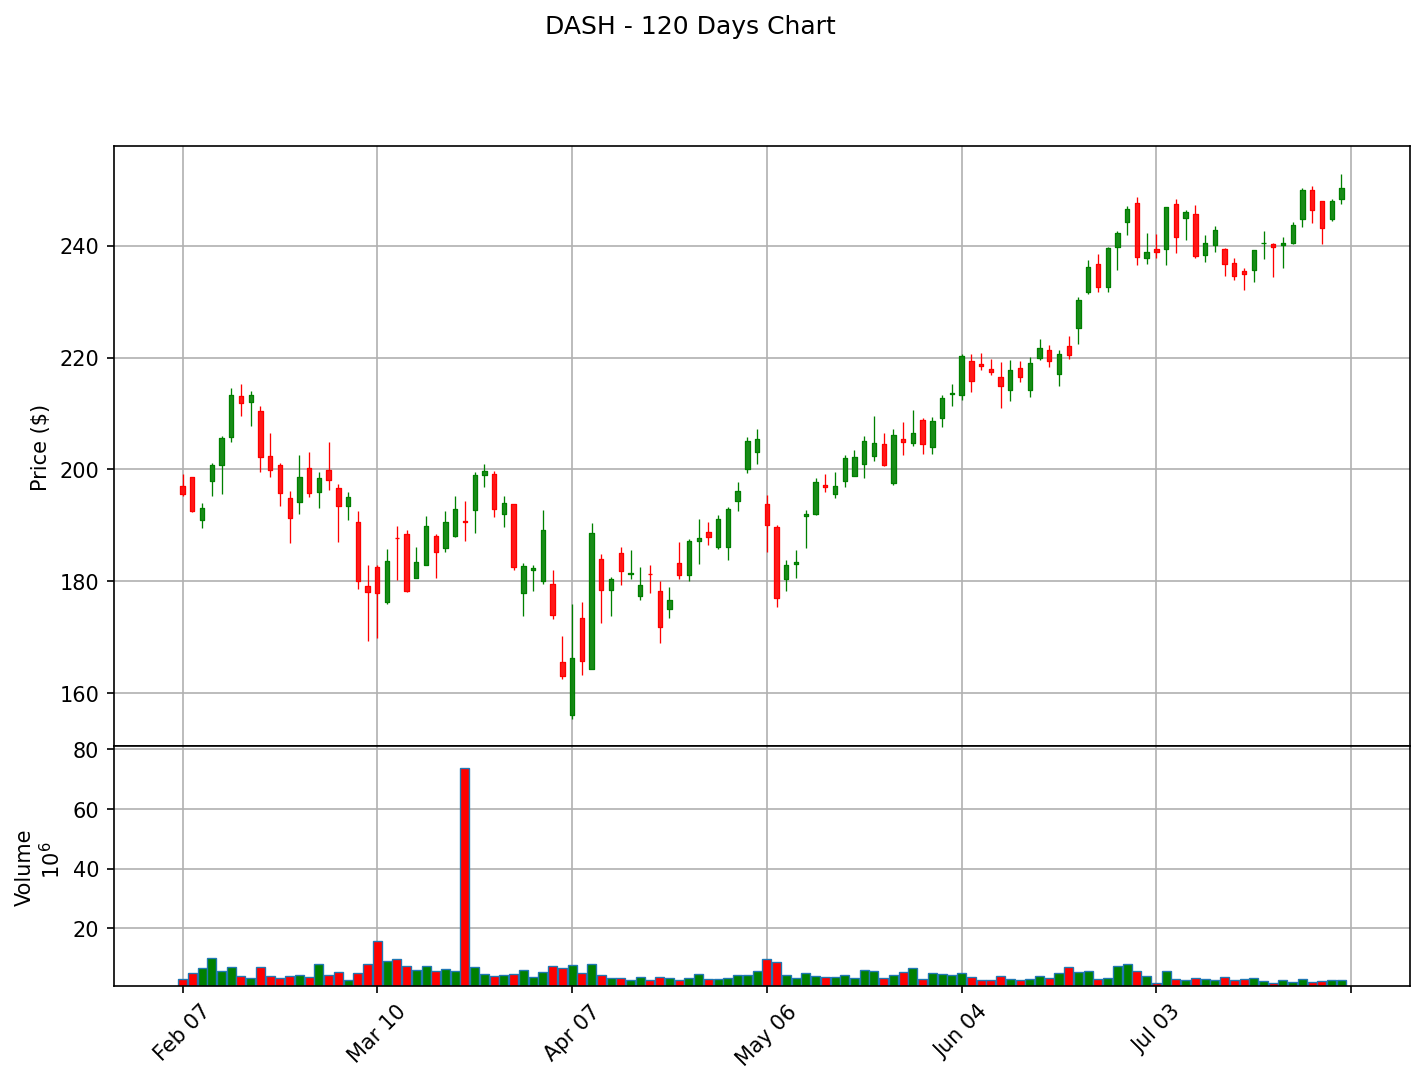 DASH - 120 Days Chart
Price ($)
240
220
200
180
160
Volume
10^6
80
60
40
20
Feb 07
Mar 10
Apr 07
May 06
Jun 04
Jul 03